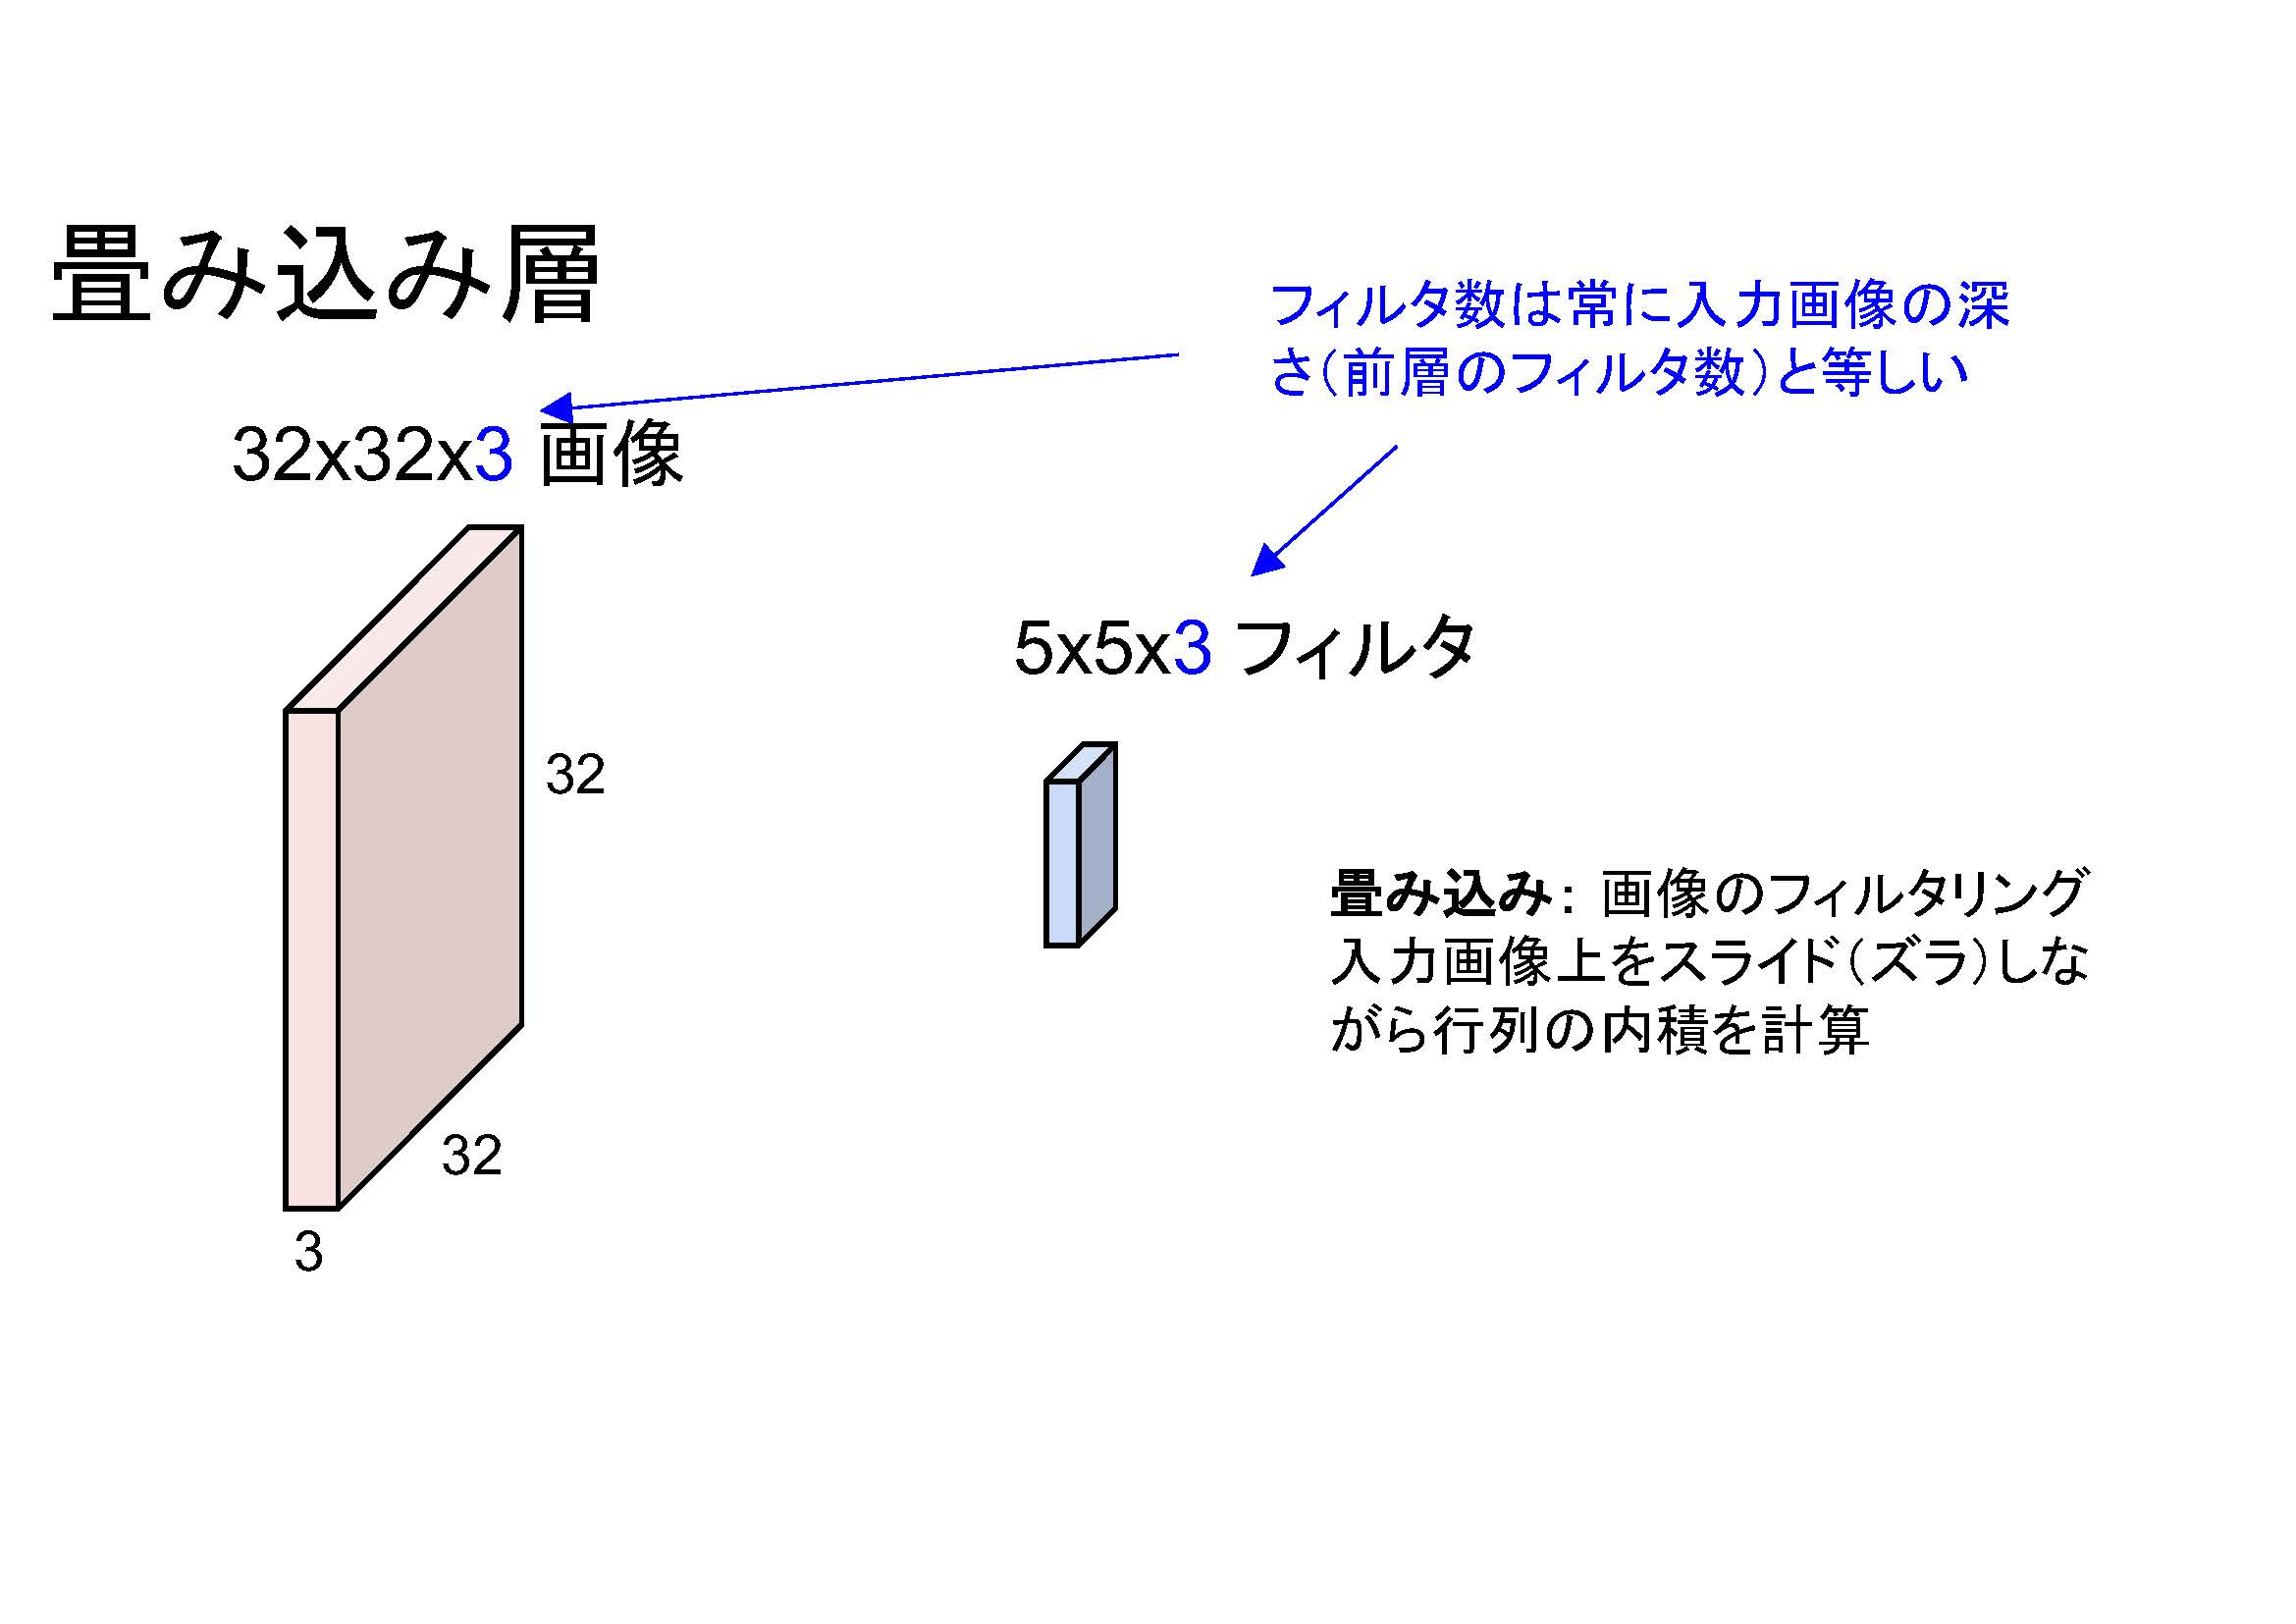 畳み込み層
フィルタ数は常に入力画像の深
さ（前層のフィルタ数）と等しい
32x32x3 画像
5x5x3 フィルタ
32
畳み込み： 画像のフィルタリング
入力画像上をスライド（ズラ）しな
がら行列の内積を計算
32
3